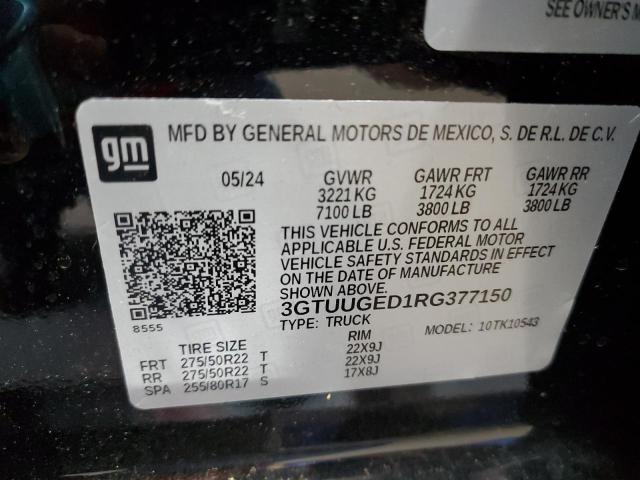 SEE OWNER'S M
gm
MFD BY GENERAL MOTORS DE MEXICO, S. DE R.L. DE C.V.
05/24 GVWR GAWR FRT GAWR RR
3221 KG 1724 KG 1724 KG
7100 LB 3800 LB 3800 LB
THIS VEHICLE CONFORMS TO ALL
APPLICABLE U.S. FEDERAL MOTOR
VEHICLE SAFETY STANDARDS IN EFFECT
ON THE DATE OF MANUFACTURE
SHOWN ABOVE.
3GTUUGED1RG377150
8555
TYPE: TRUCK MODEL: 10TK10543
TIRE SIZE RIM
FRT 275/50R22 T 22X9J
RR 275/50R22 T 22X9J
SPA 255/80R17 S 17X8J